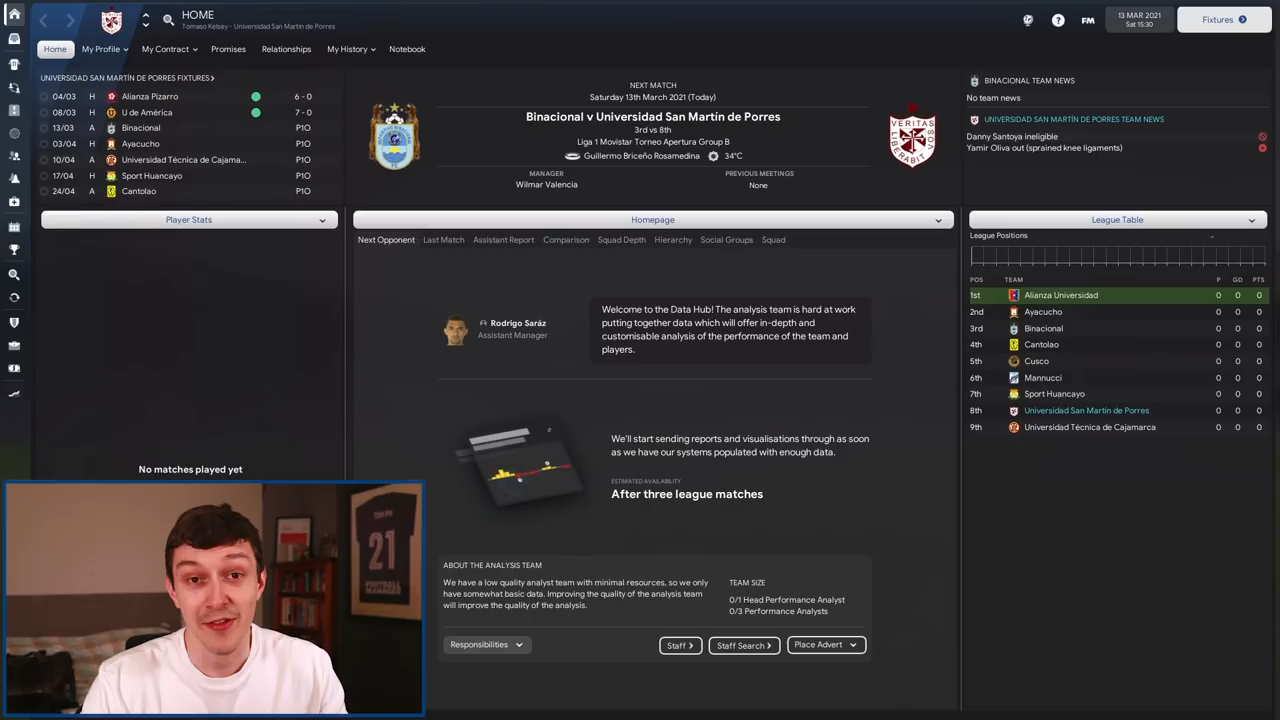 HOME
Tomaso Kelsey - Universidad San Martín de Porres
FM
13 MAR 2021
Sat 15:30
Fixtures
Home
My Profile
My Contract
Promises
Relationships
My History
Notebook
UNIVERSIDAD SAN MARTÍN DE PORRES FIXTURES
04/03 H Alianza Pizarro 6 - 0
08/03 H U de América 7 - 0
13/03 A Binacional P1O
03/04 H Ayacucho P1O
10/04 A Universidad Técnica de Cajama... P1O
17/04 H Sport Huancayo P1O
24/04 A Cantolao P1O
NEXT MATCH
Saturday 13th March 2021 (Today)
Binacional v Universidad San Martín de Porres
3rd vs 8th
Liga 1 Movistar Torneo Apertura Group B
Guillermo Briceño Rosamedina 34°C
MANAGER
Wilmar Valencia
PREVIOUS MEETINGS
None
VERITAS
LIBERABIT
VOS
BINACIONAL TEAM NEWS
No team news
UNIVERSIDAD SAN MARTÍN DE PORRES TEAM NEWS
Danny Santoya ineligible
Yamir Oliva out (sprained knee ligaments)
Player Stats
No matches played yet
Homepage
Next Opponent
Last Match
Assistant Report
Comparison
Squad Depth
Hierarchy
Social Groups
Squad
Rodrigo Saráz
Assistant Manager
Welcome to the Data Hub! The analysis team is hard at work
putting together data which will offer in-depth and
customisable analysis of the performance of the team and
players.
We'll start sending reports and visualisations through as soon
as we have our systems populated with enough data.
ESTIMATED AVAILABILITY
After three league matches
ABOUT THE ANALYSIS TEAM
We have a low quality analyst team with minimal resources, so we only
have somewhat basic data. Improving the quality of the analysis team
will improve the quality of the analysis.
TEAM SIZE
0/1 Head Performance Analyst
0/3 Performance Analysts
Responsibilities
Staff
Staff Search
Place Advert
League Table
League Positions -
POS TEAM P GD PTS
1st Alianza Universidad 0 0 0
2nd Ayacucho 0 0 0
3rd Binacional 0 0 0
4th Cantolao 0 0 0
5th Cusco 0 0 0
6th Mannucci 0 0 0
7th Sport Huancayo 0 0 0
8th Universidad San Martín de Porres 0 0 0
9th Universidad Técnica de Cajamarca 0 0 0
21
FOOTBALL
MANAGER